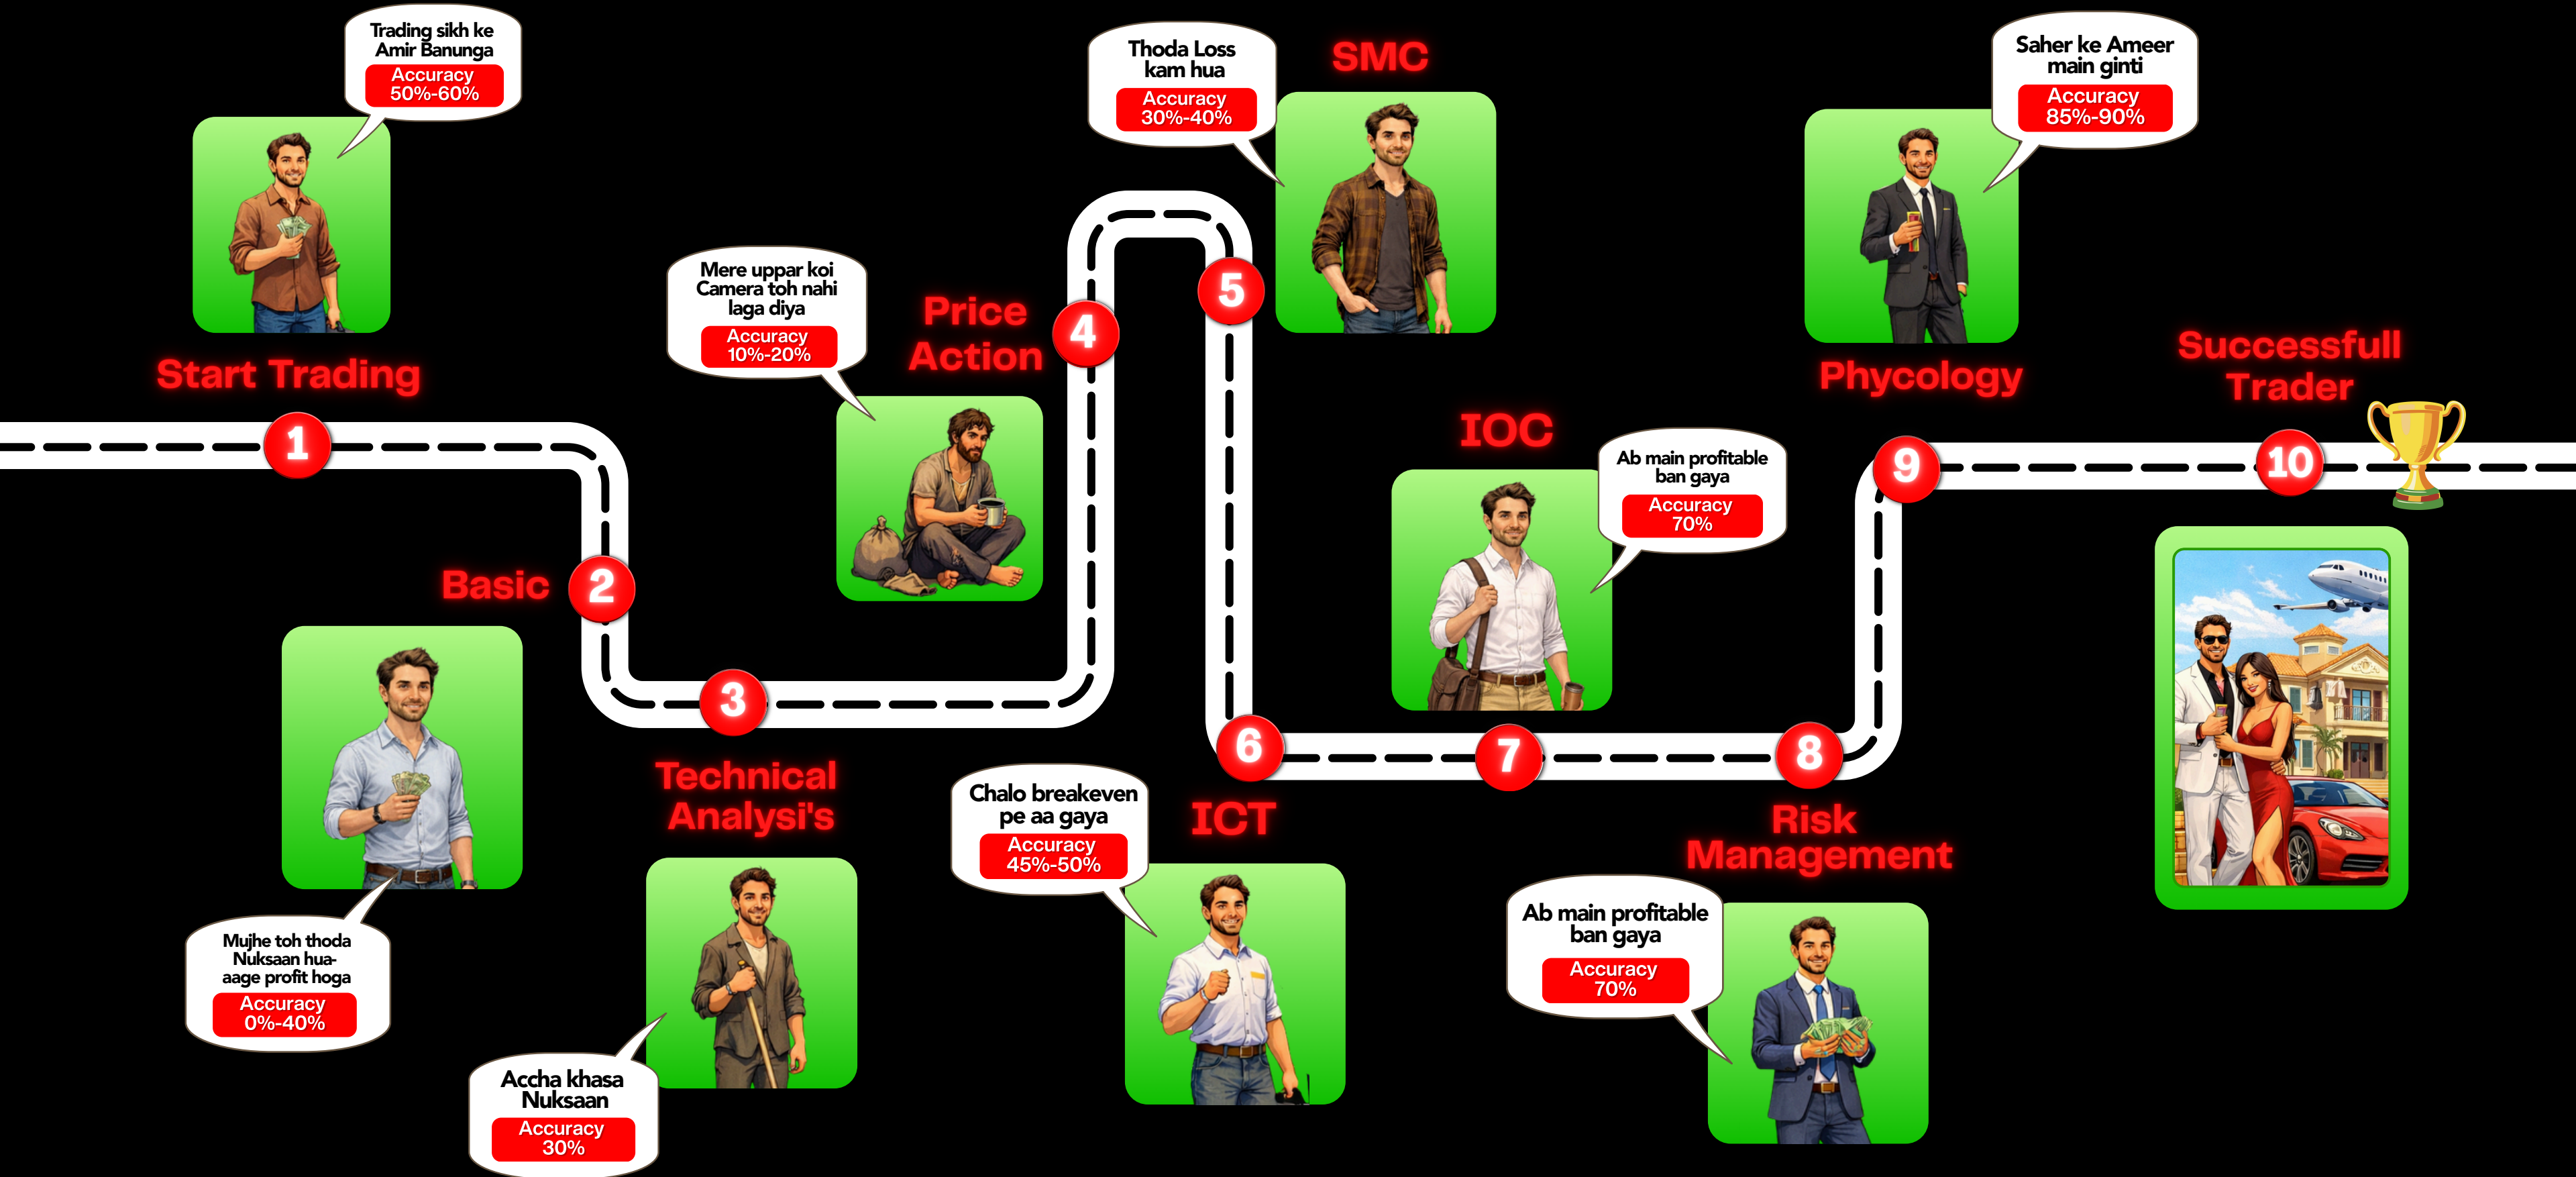 Trading sikh ke
Amir Banunga
Accuracy
50%-60%
Start Trading
1
Basic
2
Mujhe toh thoda
Nuksaan hua-
aage profit hoga
Accuracy
0%-40%
3
Technical
Analysi's
Accha khasa
Nuksaan
Accuracy
30%
Mere uppar koi
Camera toh nahi
laga diya
Accuracy
10%-20%
Price
Action
4
Thoda Loss
kam hua
Accuracy
30%-40%
SMC
5
6
Chalo breakeven
pe aa gaya
Accuracy
45%-50%
ICT
IOC
Ab main profitable
ban gaya
Accuracy
70%
7
8
Risk
Management
Ab main profitable
ban gaya
Accuracy
70%
Saher ke Ameer
main ginti
Accuracy
85%-90%
Phycology
9
Successfull
Trader
10